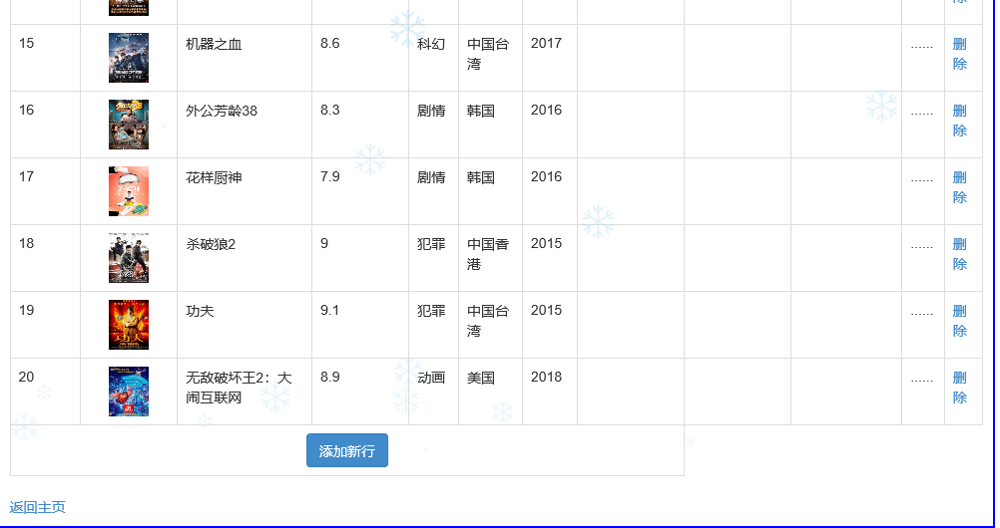 除
15 机器之血 8.6 科幻 中国台 2017 ...... 删
湾 除
16 外公芳龄38 8.3 剧情 韩国 2016 ...... 删
除
17 花样厨神 7.9 剧情 韩国 2016 ...... 删
除
18 杀破狼2 9 犯罪 中国香 2015 ...... 删
港 除
19 功夫 9.1 犯罪 中国台 2015 ...... 删
湾 除
20 无敌破坏王2：大 8.9 动画 美国 2018 ...... 删
闹互联网 除
添加新行
返回主页